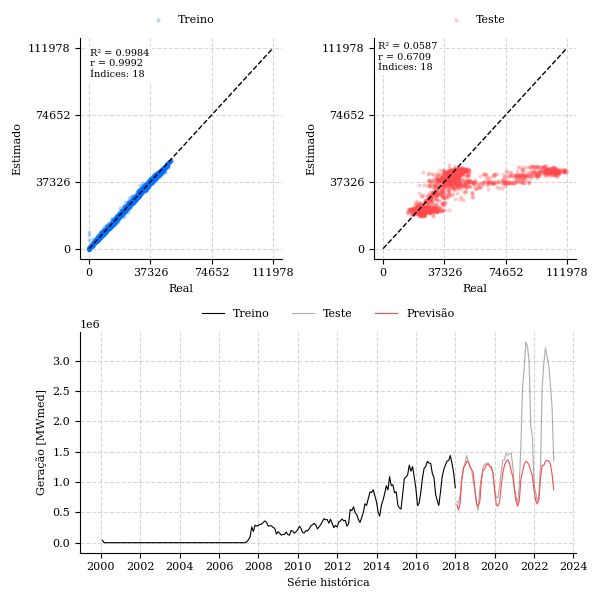 Treino
Teste
R² = 0.9984
r = 0.9992
Índices: 18
R² = 0.0587
r = 0.6709
Índices: 18
111978
74652
37326
0
Estimado
0 37326 74652 111978
Real
111978
74652
37326
0
Estimado
0 37326 74652 111978
Real
Treino Teste Previsão
1e6
3.0
2.5
2.0
1.5
1.0
0.5
0.0
Geração [MWmed]
2000 2002 2004 2006 2008 2010 2012 2014 2016 2018 2020 2022 2024
Série histórica